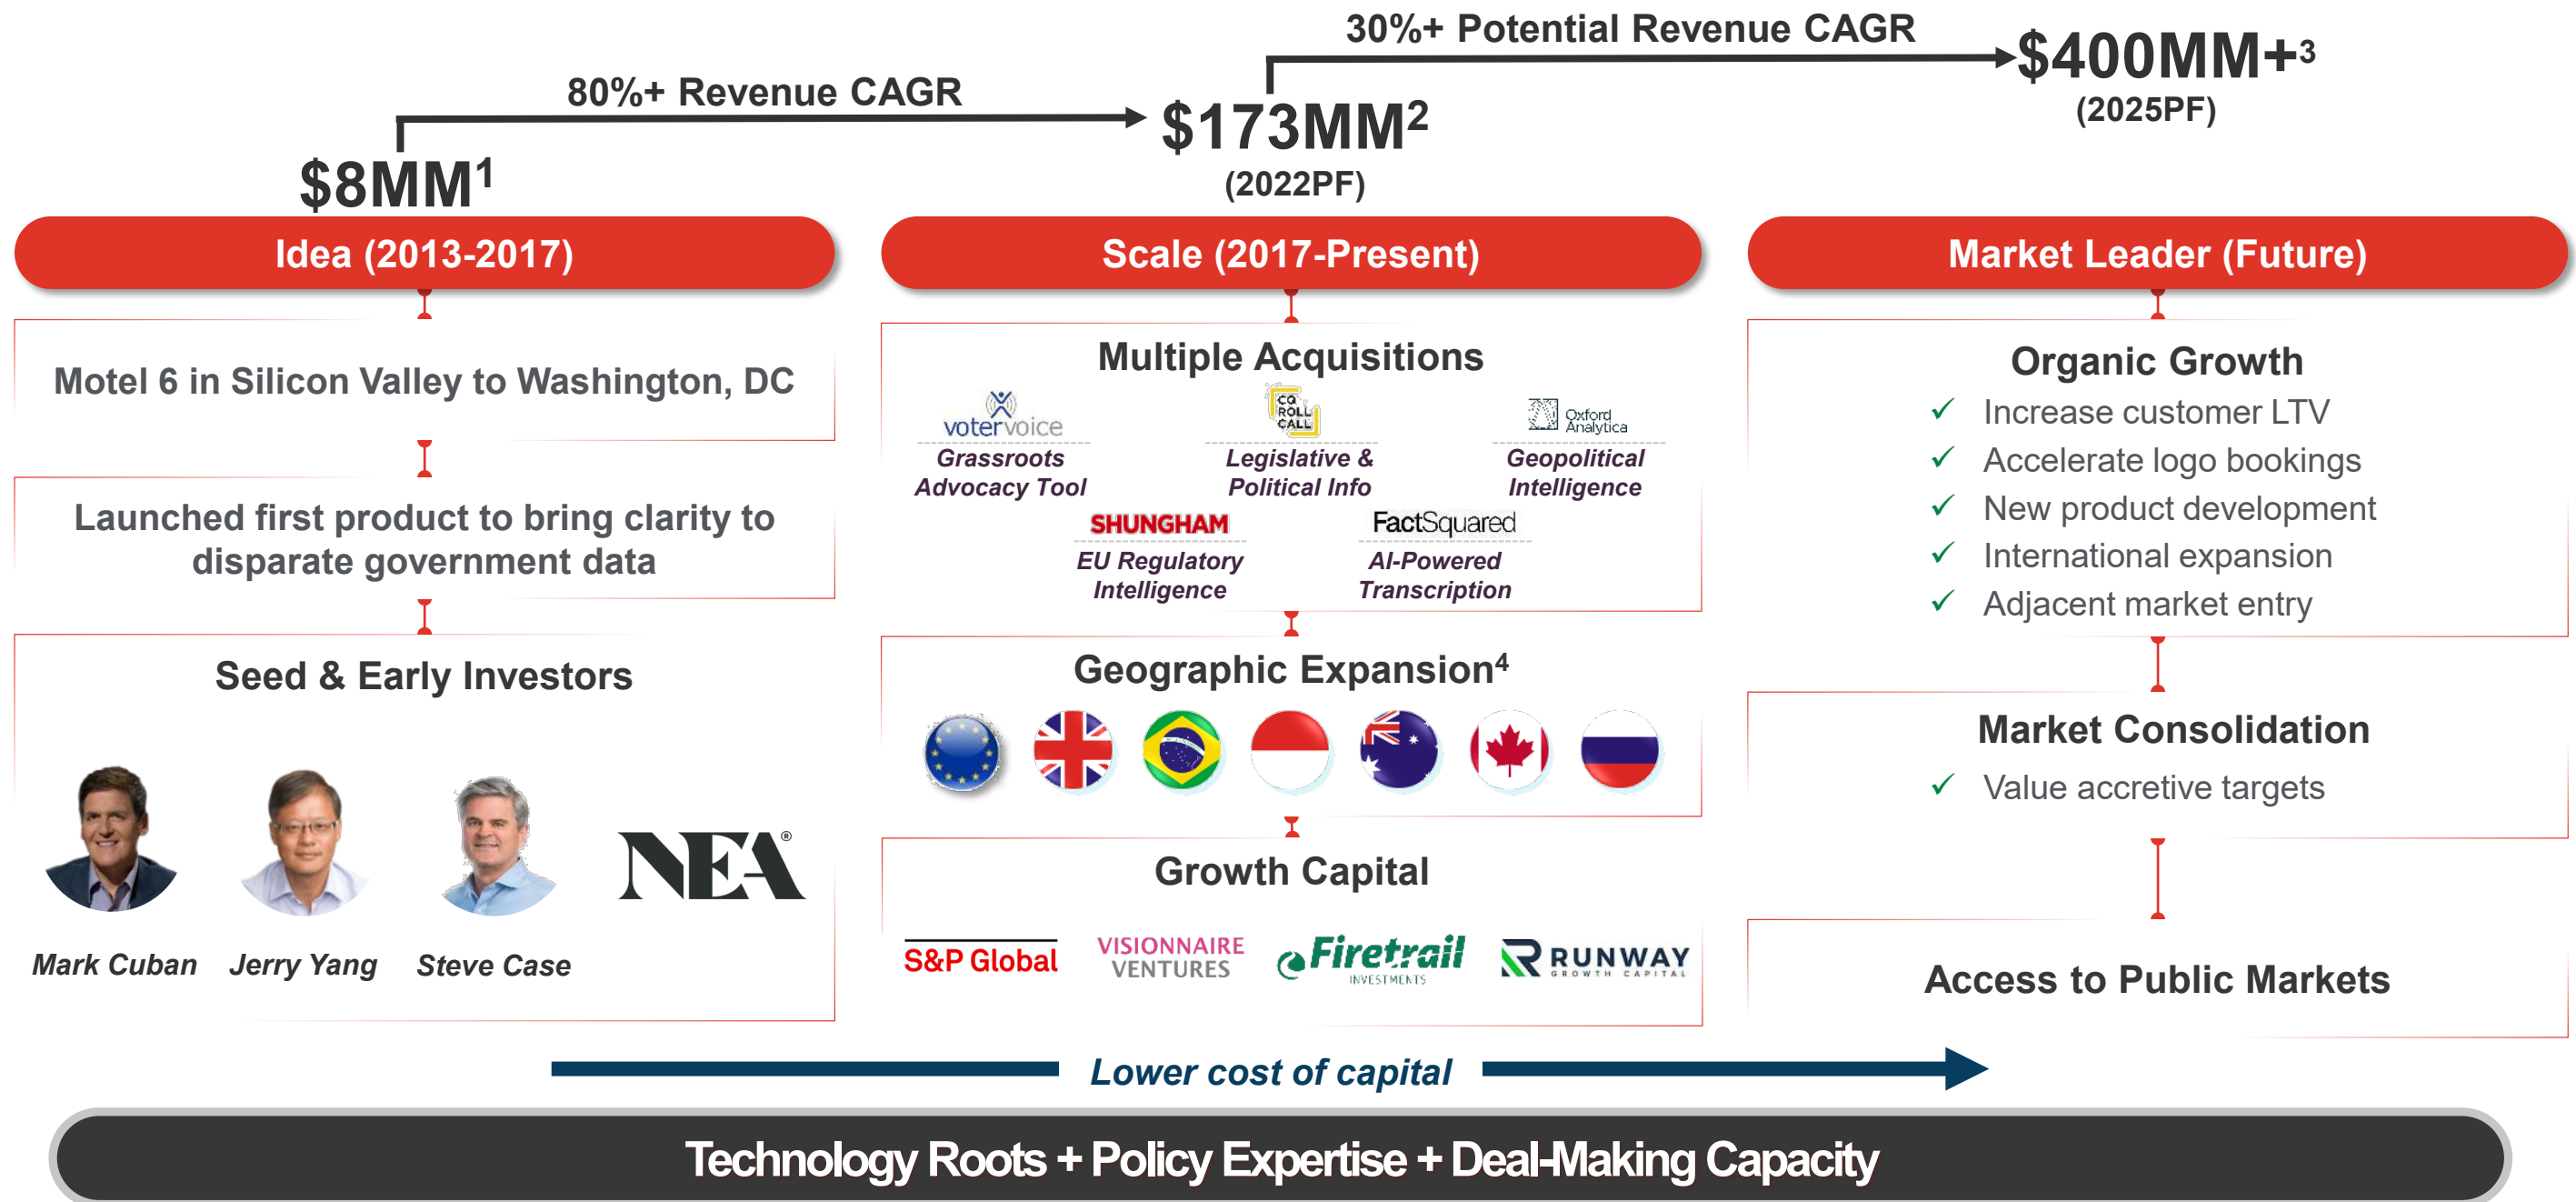 30%+ Potential Revenue CAGR
$400MM+3
(2025PF)
80%+ Revenue CAGR
$173MM2
(2022PF)
$8MM1
Idea (2013-2017)
Motel 6 in Silicon Valley to Washington, DC
Launched first product to bring clarity to
disparate government data
Seed & Early Investors
NEA®
Mark Cuban
Jerry Yang
Steve Case
Scale (2017-Present)
Multiple Acquisitions
votervoice
Grassroots
Advocacy Tool
CQ
ROLL
CALL
Legislative &
Political Info
Oxford
Analytica
Geopolitical
Intelligence
SHUNGHAM
EU Regulatory
Intelligence
FactSquared
AI-Powered
Transcription
Geographic Expansion4
Growth Capital
S&P Global
VISIONNAIRE
VENTURES
Firetrail
INVESTMENTS
RUNWAY
GROWTH CAPITAL
Market Leader (Future)
Organic Growth
✓ Increase customer LTV
✓ Accelerate logo bookings
✓ New product development
✓ International expansion
✓ Adjacent market entry
Market Consolidation
✓ Value accretive targets
Access to Public Markets
Lower cost of capital
Technology Roots + Policy Expertise + Deal-Making Capacity